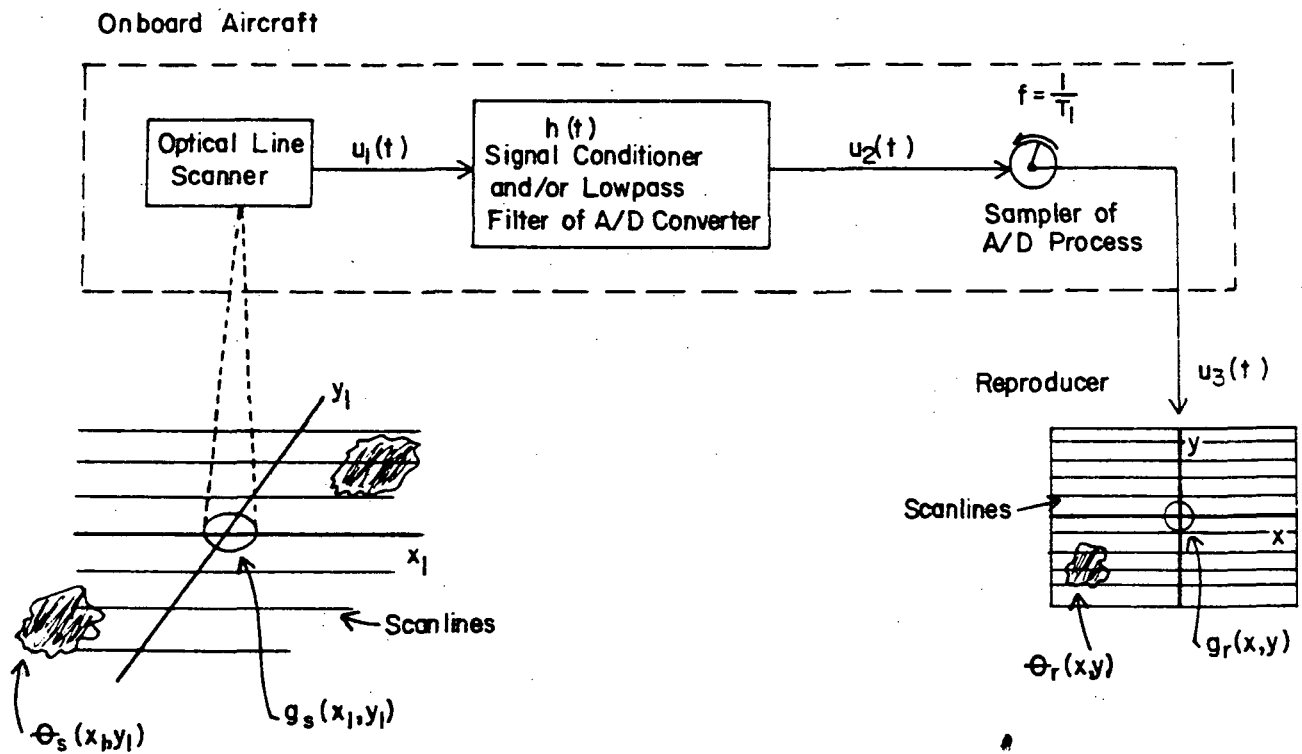 Onboard Aircraft
f = 1/T₁
Optical Line
Scanner
u₁(t)
h(t)
Signal Conditioner
and/or Lowpass
Filter of A/D Converter
u₂(t)
Sampler of
A/D Process
u₃(t)
Reproducer
y₁
x₁
Scanlines
gₛ(x₁,y₁)
θₛ(x₁,y₁)
y
x
Scanlines
θᵣ(x,y)
gᵣ(x,y)